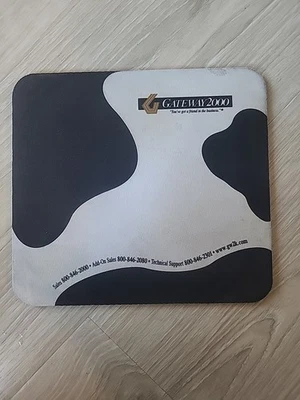 GATEWAY2000
"You've got a friend in the business."™
Sales 800-846-2000 • Add-On Sales 800-846-2080 • Technical Support 800-846-2301 • www.gw2k.com